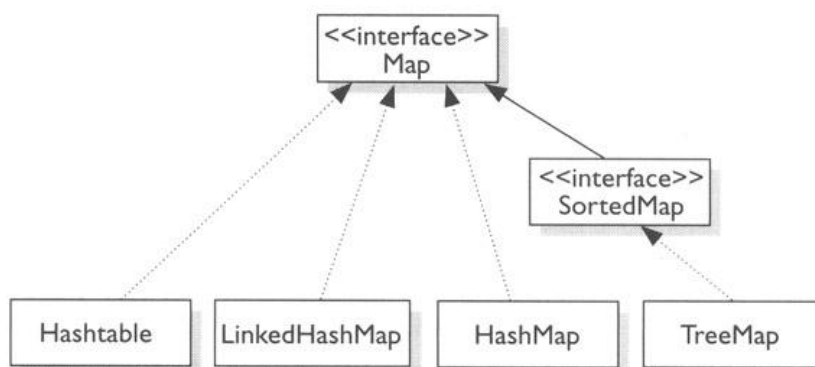 <<interface>>
Map
<<interface>>
SortedMap
Hashtable
LinkedHashMap
HashMap
TreeMap